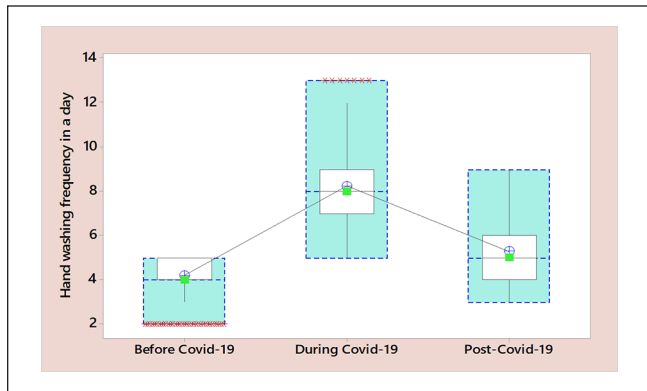 Hand washing frequency in a day
14
12
10
8
6
4
2
Before Covid-19
During Covid-19
Post-Covid-19